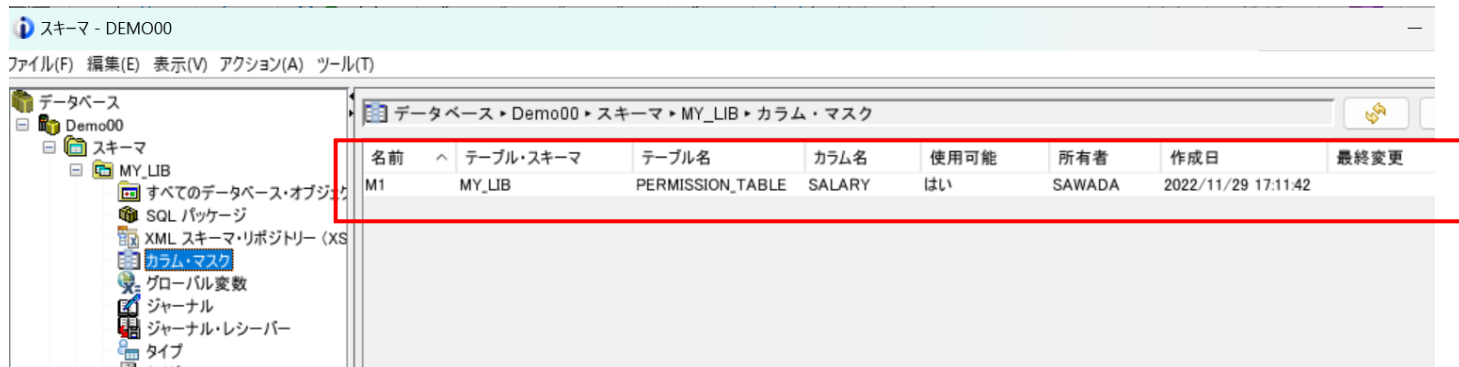 スキーマ - DEMO00
ファイル(F) 編集(E) 表示(V) アクション(A) ツール(T)
データベース
Demo00
スキーマ
MY_LIB
すべてのデータベース・オブジェク
SQL パッケージ
XML スキーマ・リポジトリー (XS
カラム・マスク
グローバル変数
ジャーナル
ジャーナル・レシーバー
タイプ
データベース ▸ Demo00 ▸ スキーマ ▸ MY_LIB ▸ カラム・マスク
名前 テーブル・スキーマ テーブル名 カラム名 使用可能 所有者 作成日 最終変更
M1 MY_LIB PERMISSION_TABLE SALARY はい SAWADA 2022/11/29 17:11:42